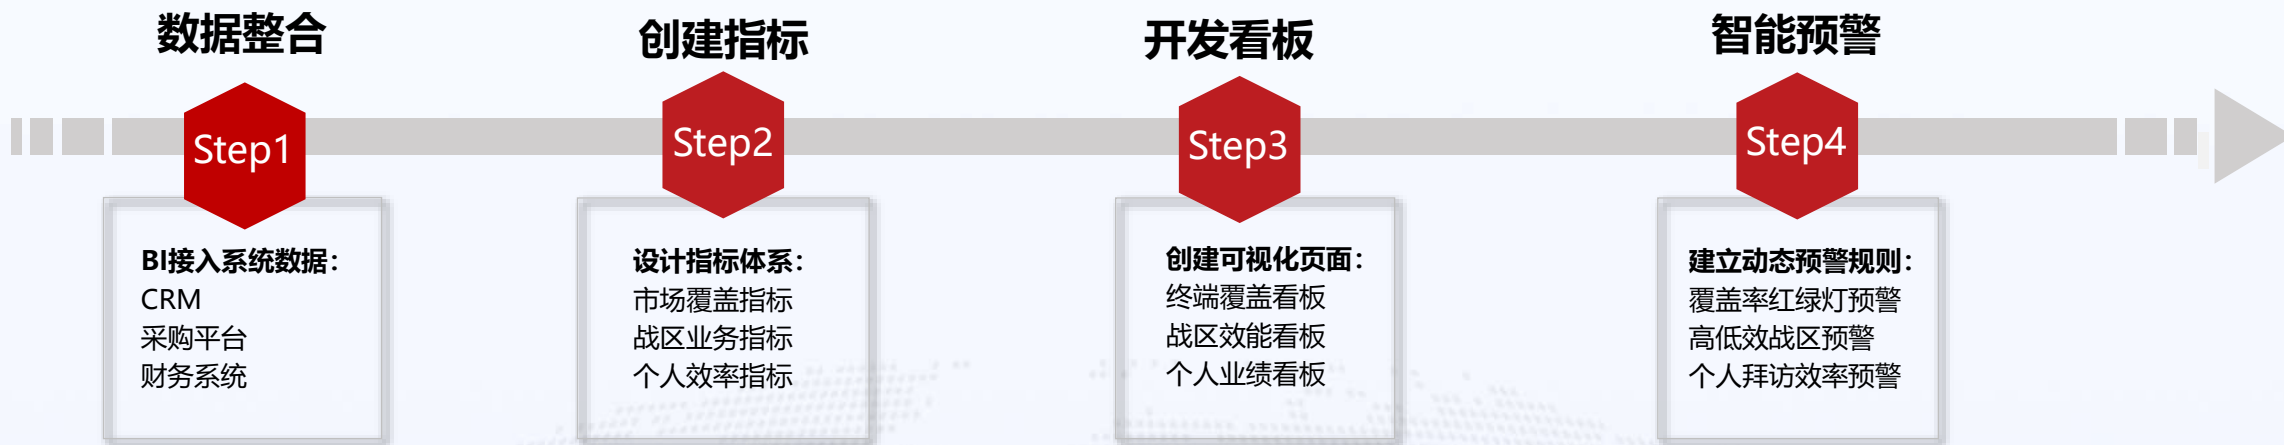 数据整合
Step1
BI接入系统数据：
CRM
采购平台
财务系统
创建指标
Step2
设计指标体系：
市场覆盖指标
战区业务指标
个人效率指标
开发看板
Step3
创建可视化页面：
终端覆盖看板
战区效能看板
个人业绩看板
智能预警
Step4
建立动态预警规则：
覆盖率红绿灯预警
高低效战区预警
个人拜访效率预警